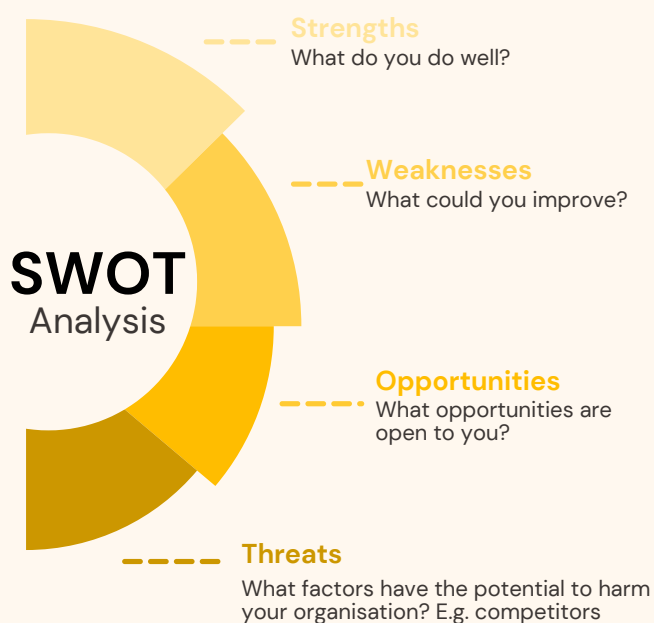 Strengths
What do you do well?
Weaknesses
What could you improve?
SWOT
Analysis
Opportunities
What opportunities are
open to you?
Threats
What factors have the potential to harm
your organisation? E.g. competitors